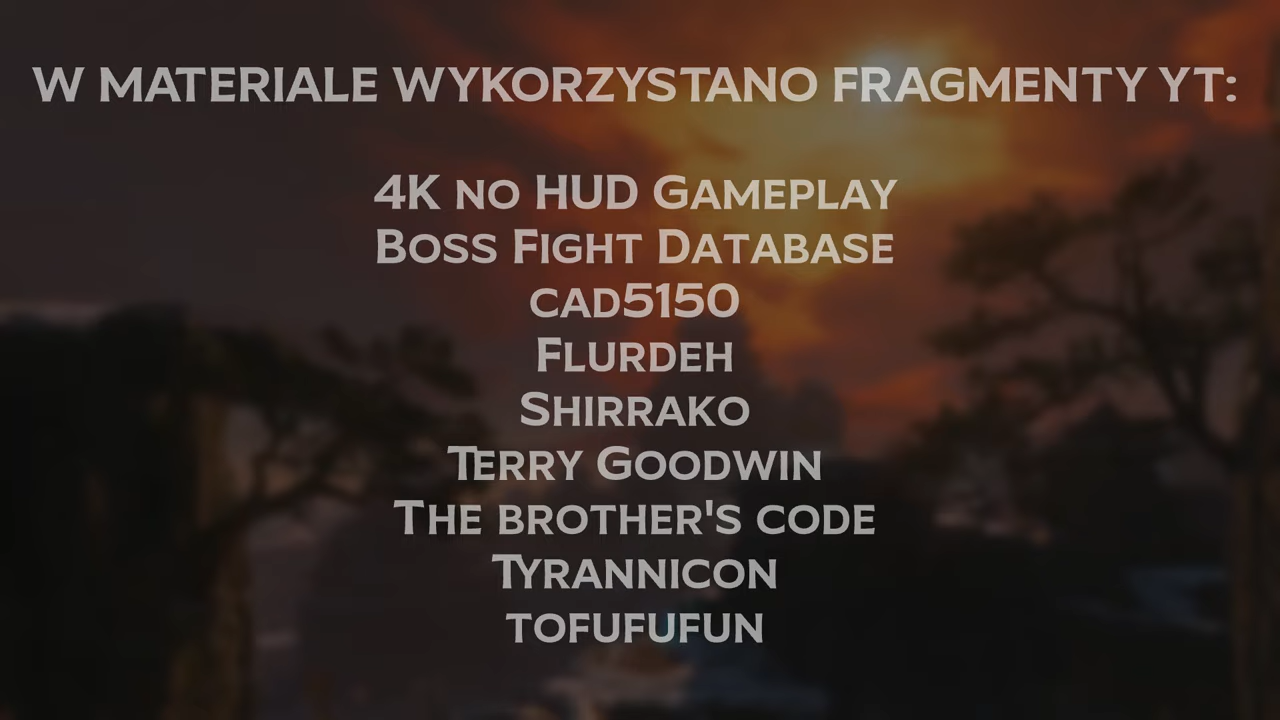 W MATERIALE WYKORZYSTANO FRAGMENTY YT:
4K NO HUD GAMEPLAY
BOSS FIGHT DATABASE
CAD5150
FLURDEH
SHIRRAKO
TERRY GOODWIN
THE BROTHER'S CODE
TYRANNICON
TOFUFUFUN